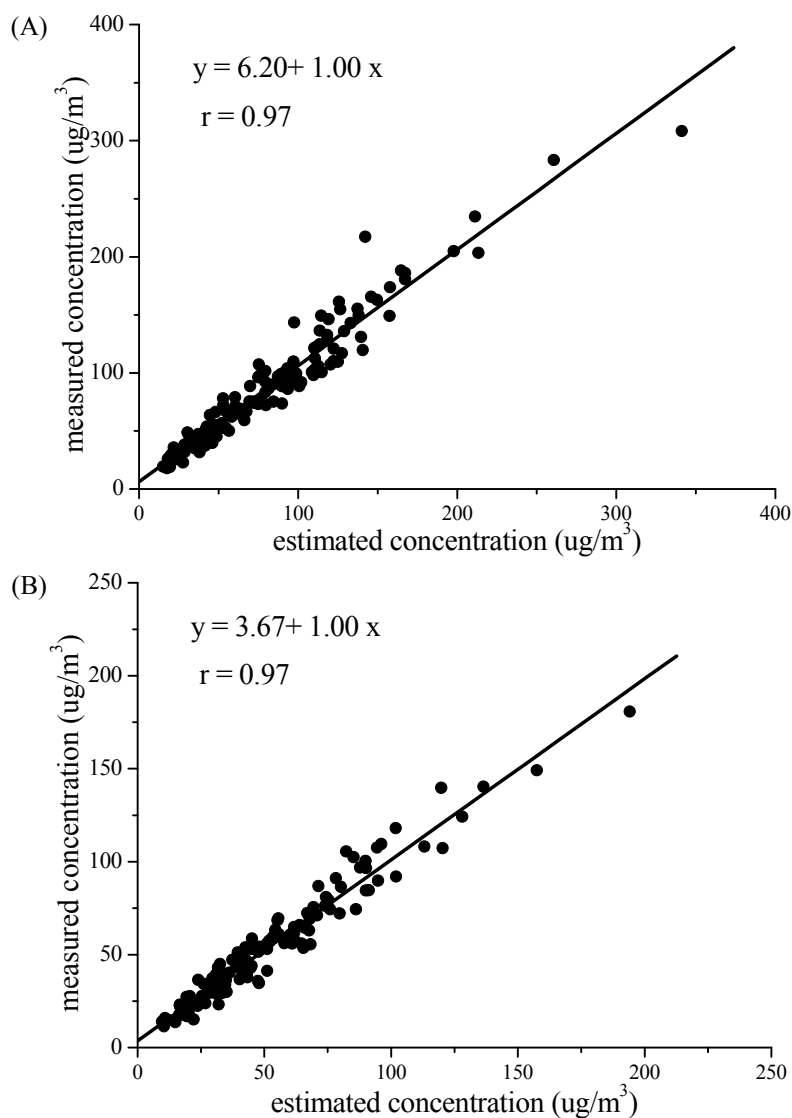 (A)
y = 6.20+ 1.00 x
r = 0.97
measured concentration (ug/m³)
400
300
200
100
0
0 100 200 300 400
estimated concentration (ug/m³)
(B)
y = 3.67+ 1.00 x
r = 0.97
measured concentration (ug/m³)
250
200
150
100
50
0
0 50 100 150 200 250
estimated concentration (ug/m³)